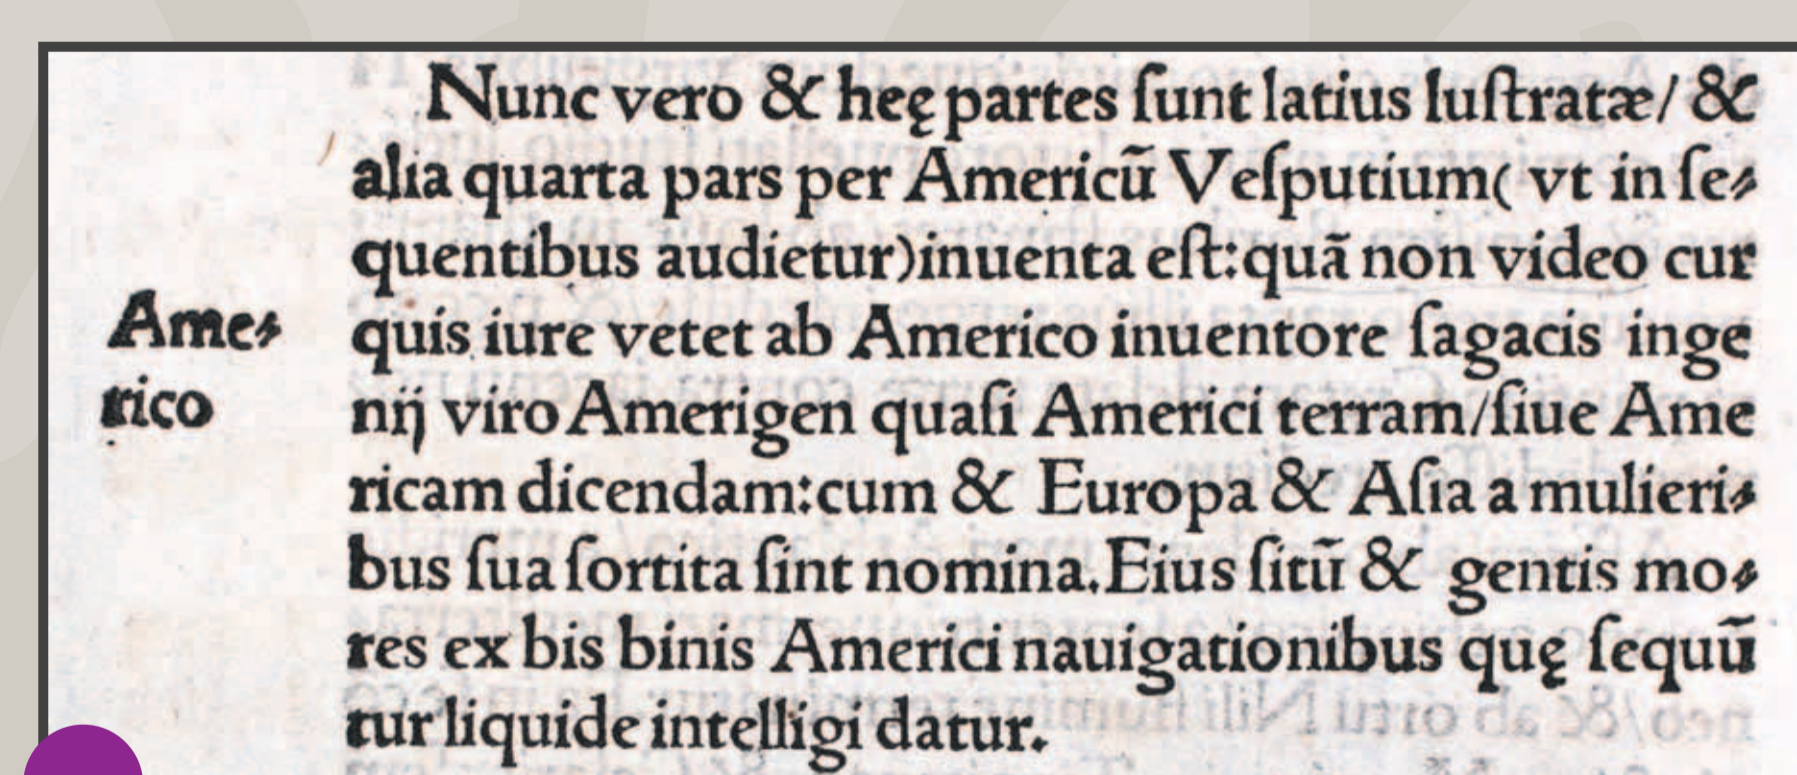 Nunc vero & heę partes ſunt latius luſtratæ/ &
alia quarta pars per Americũ Veſputium( vt in ſe⸗
quentibus audietur)inuenta eſt:quã non video cur
Ame⸗
rico
quis iure vetet ab Americo inuentore ſagacis inge
nij viro Amerigen quaſi Americi terram/ſiue Ame
ricam dicendam:cum & Europa & Aſia a mulieri⸗
bus ſua ſortita ſint nomina.Eius ſitũ & gentis mo⸗
res ex bis binis Americi nauigationibus quę ſequũ
tur liquide intelligi datur.